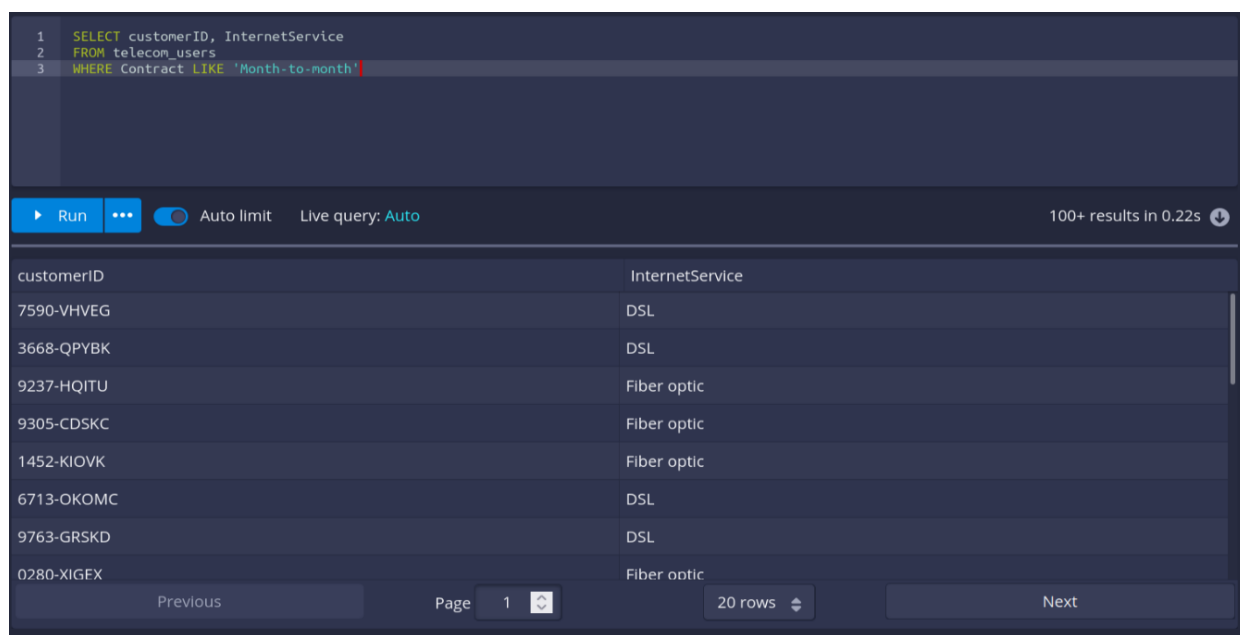 1 SELECT customerID, InternetService
2 FROM telecom_users
3 WHERE Contract LIKE 'Month-to-month'
Run Auto limit Live query: Auto 100+ results in 0.22s
customerID InternetService
7590-VHVEG DSL
3668-QPYBK DSL
9237-HQITU Fiber optic
9305-CDSKC Fiber optic
1452-KIOVK Fiber optic
6713-OKOMC DSL
9763-GRSKD DSL
0280-XIGEX Fiber optic
Previous Page 1 20 rows Next